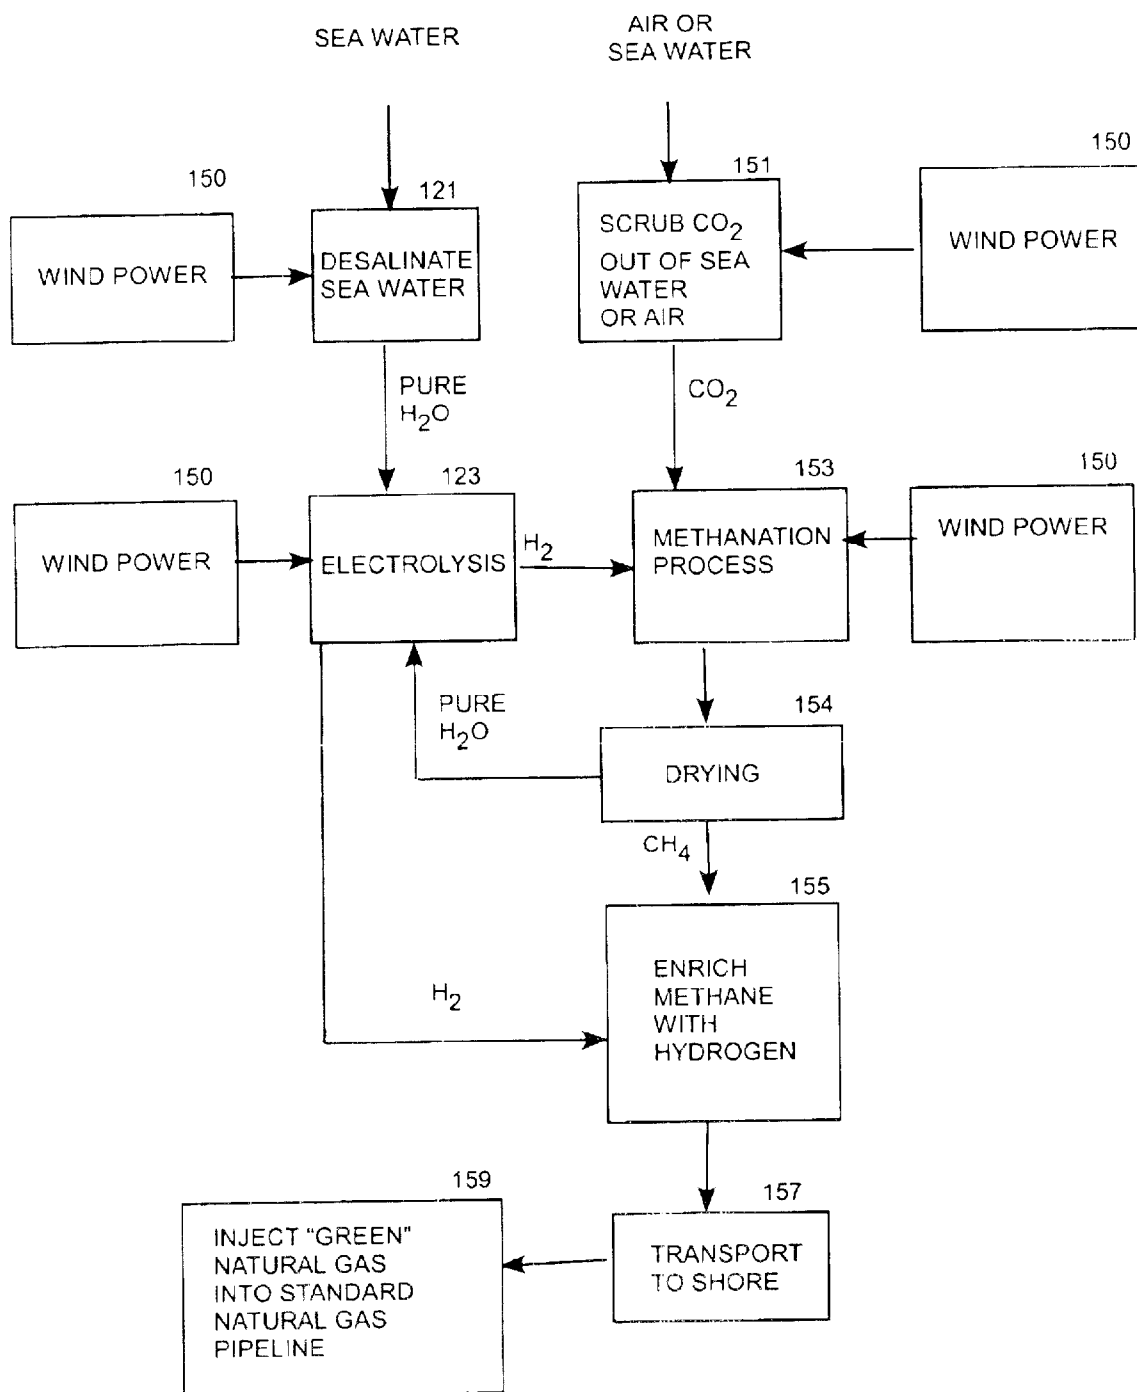 SEA WATER
AIR OR
SEA WATER
150
121
151
150
WIND POWER
DESALINATE
SEA WATER
SCRUB CO2
OUT OF SEA
WATER
OR AIR
WIND POWER
PURE
H2O
CO2
150
123
153
150
WIND POWER
ELECTROLYSIS
H2
METHANATION
PROCESS
WIND POWER
PURE
H2O
154
DRYING
CH4
155
ENRICH
METHANE
WITH
HYDROGEN
H2
159
157
INJECT "GREEN"
NATURAL GAS
INTO STANDARD
NATURAL GAS
PIPELINE
TRANSPORT
TO SHORE